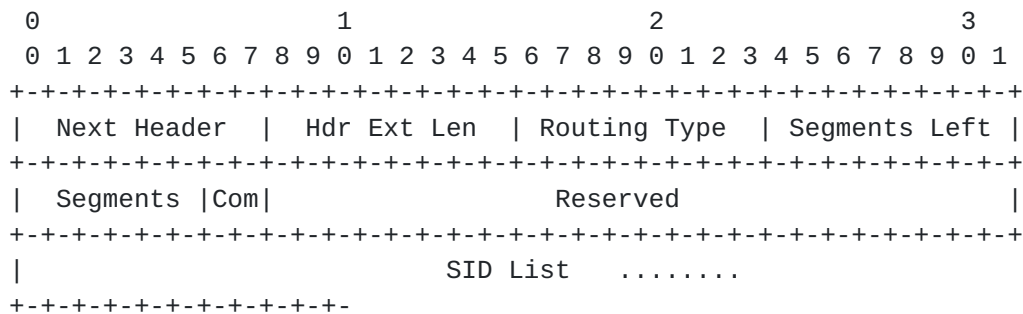 0                   1                   2                   3
 0 1 2 3 4 5 6 7 8 9 0 1 2 3 4 5 6 7 8 9 0 1 2 3 4 5 6 7 8 9 0 1
+-+-+-+-+-+-+-+-+-+-+-+-+-+-+-+-+-+-+-+-+-+-+-+-+-+-+-+-+-+-+-+-+
|  Next Header  |  Hdr Ext Len  | Routing Type  | Segments Left |
+-+-+-+-+-+-+-+-+-+-+-+-+-+-+-+-+-+-+-+-+-+-+-+-+-+-+-+-+-+-+-+-+
|  Segments |Com|                  Reserved                     |
+-+-+-+-+-+-+-+-+-+-+-+-+-+-+-+-+-+-+-+-+-+-+-+-+-+-+-+-+-+-+-+-+
|                           SID List   ........
+-+-+-+-+-+-+-+-+-+-+-